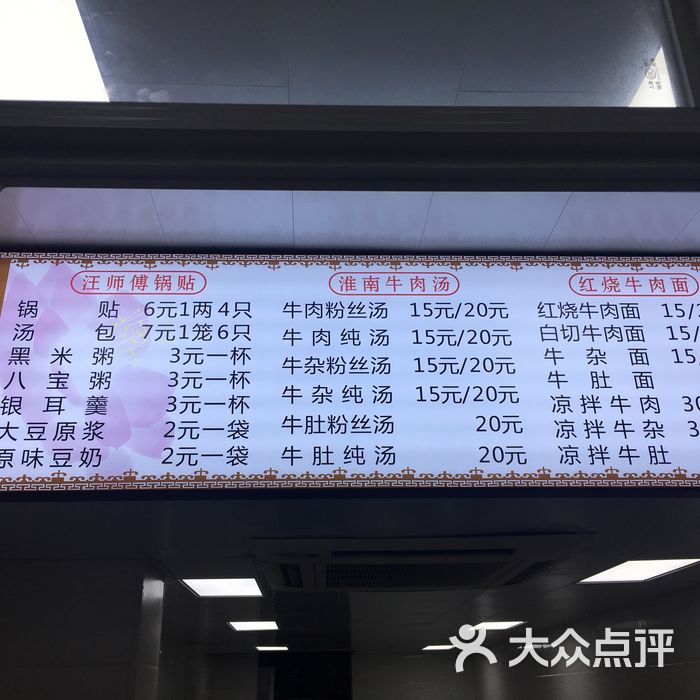 汪师傅锅贴
锅贴 6元1两4只
汤包 7元1笼6只
黑米粥 3元一杯
八宝粥 3元一杯
银耳羹 3元一杯
大豆原浆 2元一袋
原味豆奶 2元一袋
淮南牛肉汤
牛肉粉丝汤 15元/20元
牛肉纯汤 15元/20元
牛杂粉丝汤 15元/20元
牛杂纯汤 15元/20元
牛肚粉丝汤 20元
牛肚纯汤 20元
红烧牛肉面
红烧牛肉面 15/
白切牛肉面 15/
牛杂面 15
牛肚面
凉拌牛肉 30
凉拌牛杂 3
凉拌牛肚
大众点评